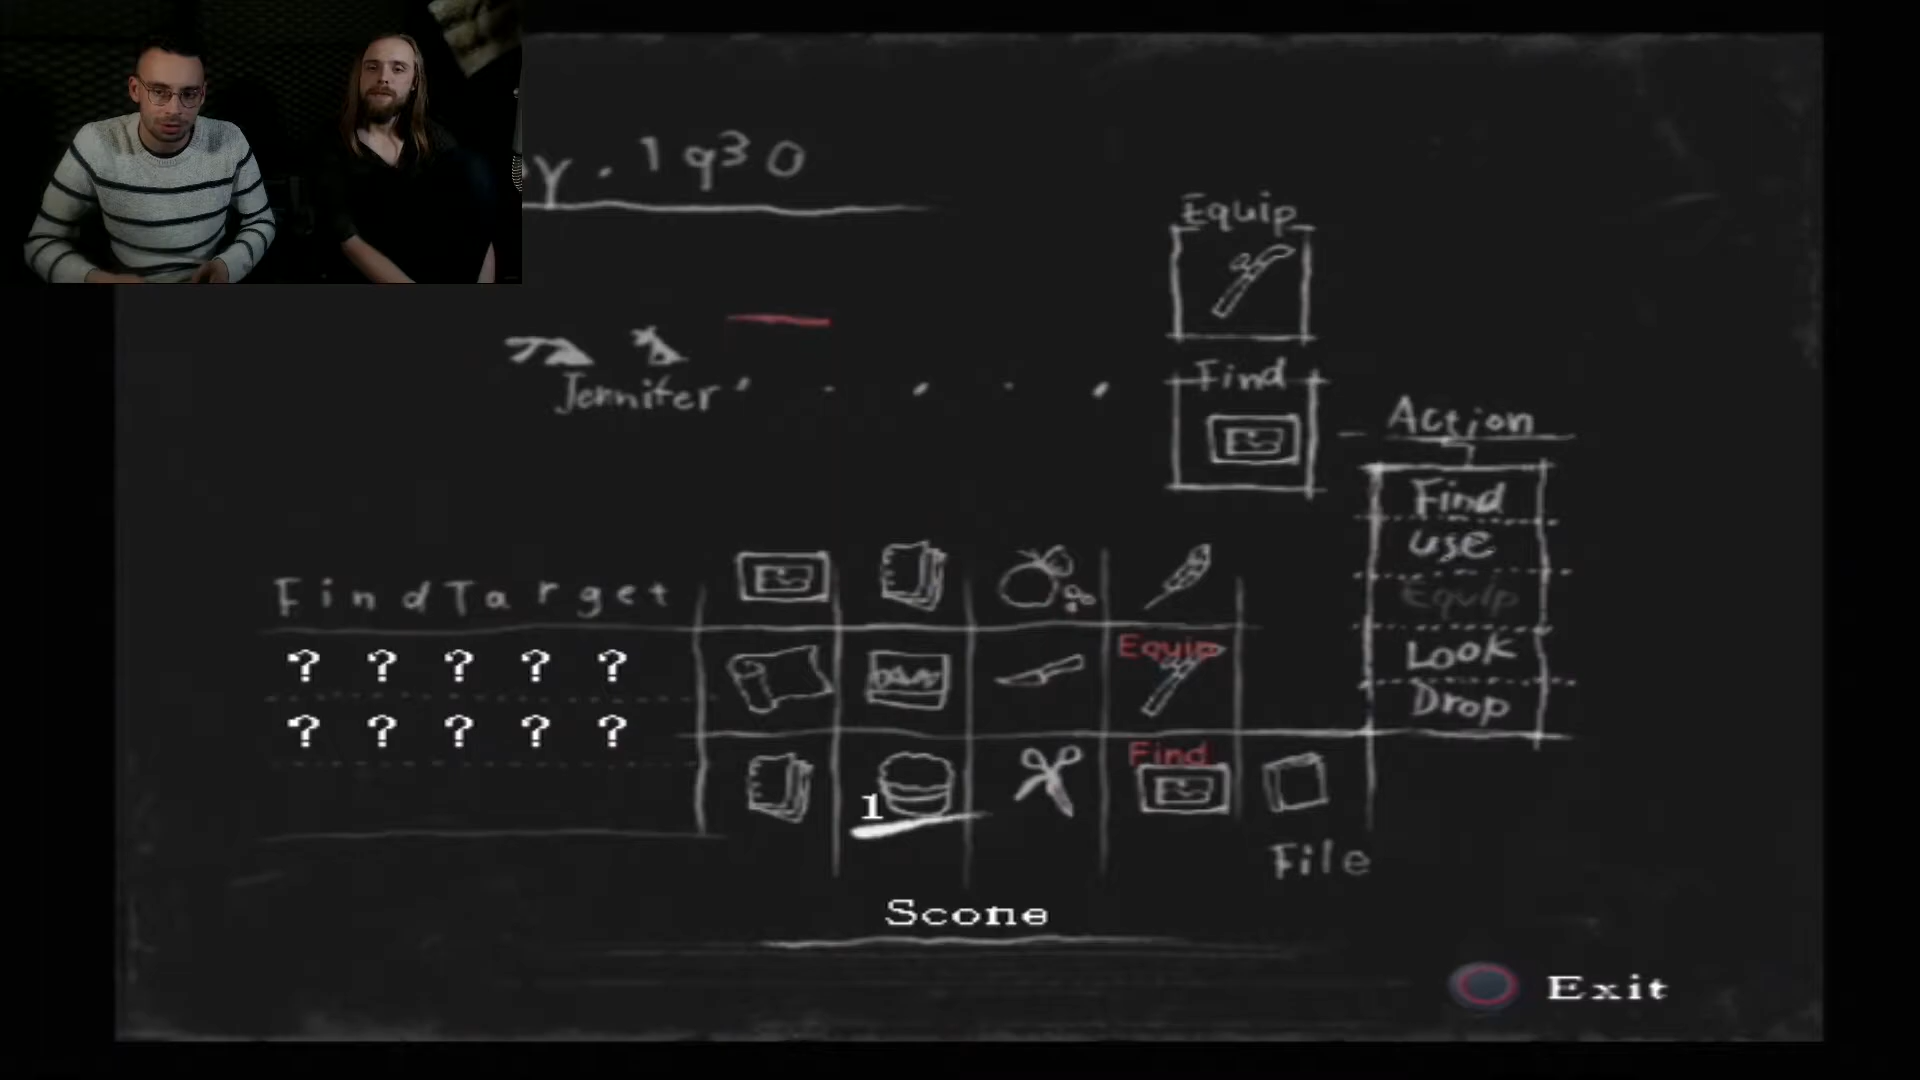 y.1930
Equip
Find
Jennifer
Action
Find
Use
Equip
Look
Drop
FindTarget
? ? ? ? ?
? ? ? ? ?
Equip
Find
1
File
Scone
Exit